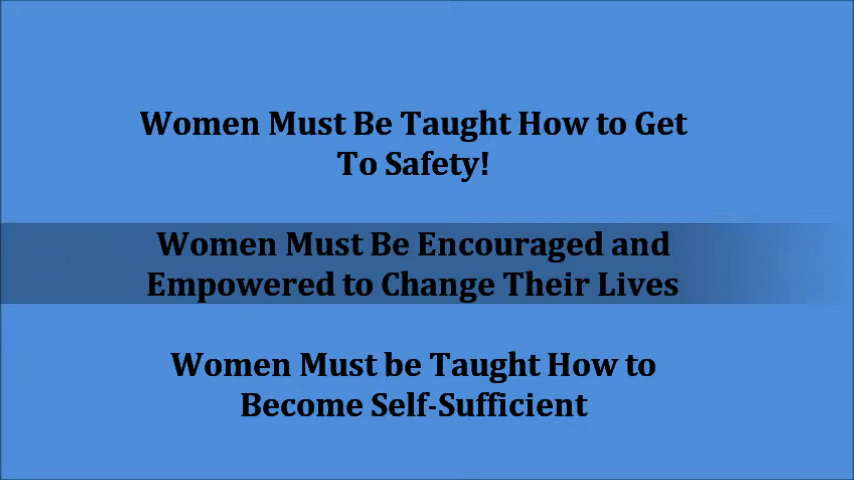 Women Must Be Taught How to Get
To Safety!
Women Must Be Encouraged and
Empowered to Change Their Lives
Women Must be Taught How to
Become Self-Sufficient